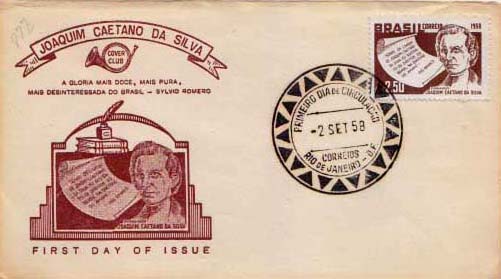 JOAQUIM CAETANO DA SILVA
COVER
CLUB
A GLORIA MAIS DOCE, MAIS PURA,
MAIS DESINTERESSADA DO BRASIL - SYLVIO ROMERO
JOAQUIM CAETANO DA SILVA
FIRST DAY OF ISSUE
PRIMEIRO DIA DE CIRCULAÇÃO
-2 SET 58
CORREIOS
RIO DE JANEIRO - D.F.
BRASIL CORREIO 1958
2,50
JOAQUIM CAETANO DA SILVA